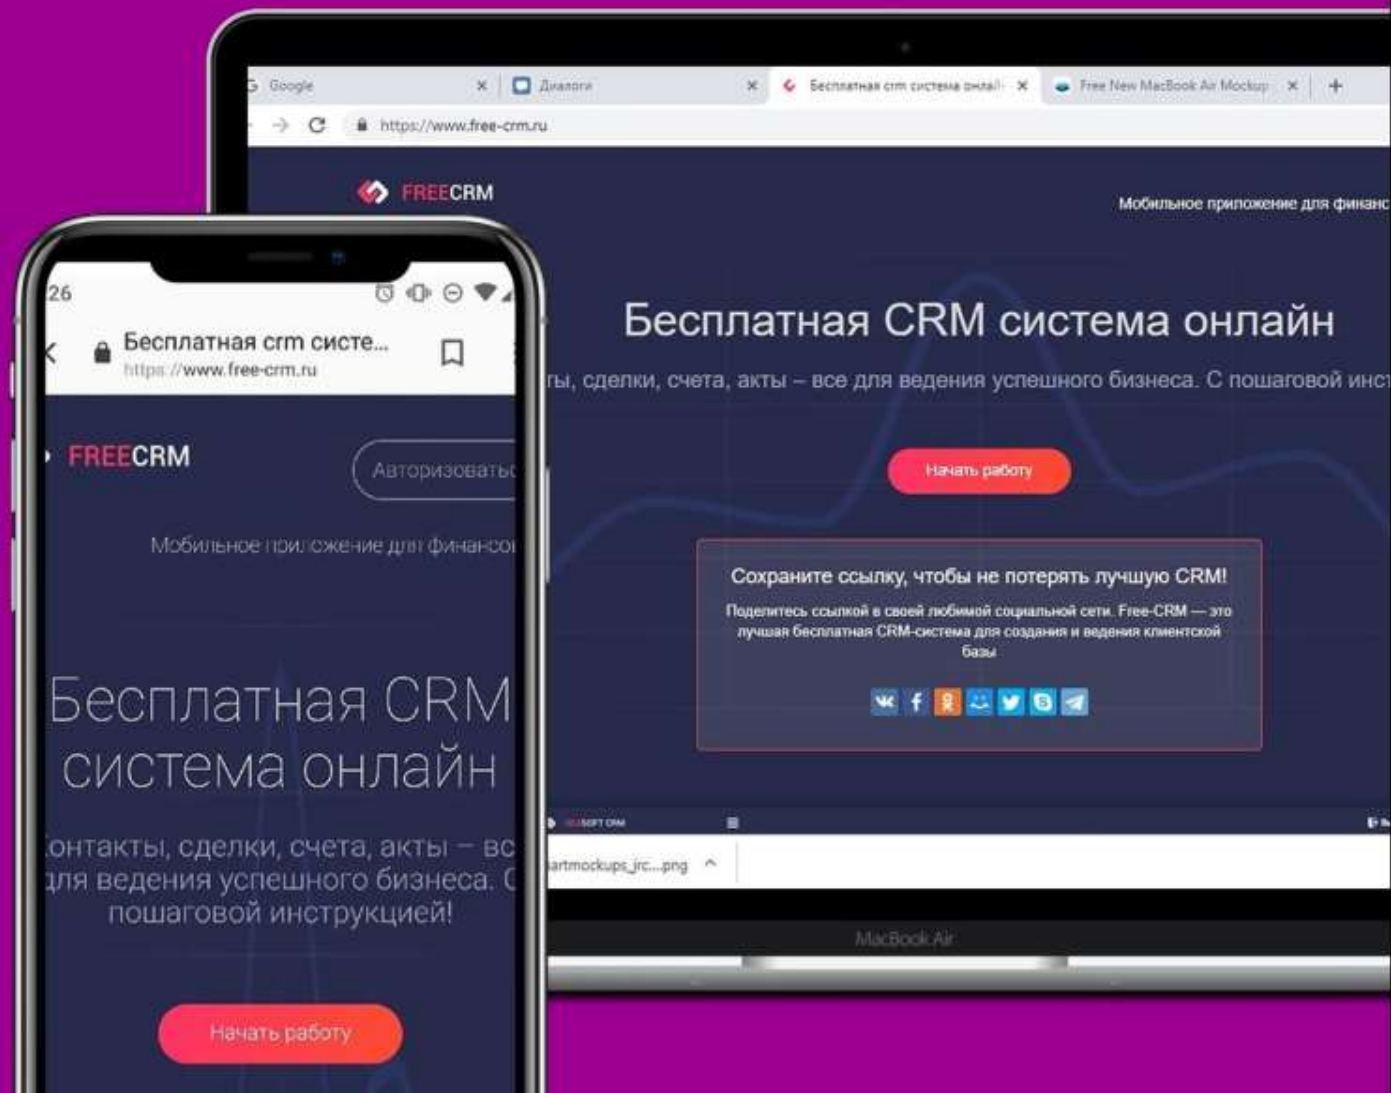 Google
Диалоги
Бесплатная crm система онлай
Free New MacBook Air Mockup
https://www.free-crm.ru
FREECRM
Мобильное приложение для финанс
Бесплатная CRM система онлайн
ты, сделки, счета, акты – все для ведения успешного бизнеса. С пошаговой инст
Начать работу
Сохраните ссылку, чтобы не потерять лучшую CRM!
Поделитесь ссылкой в своей любимой социальной сети. Free-CRM — это
лучшая бесплатная CRM-система для создания и ведения клиентской
базы
SOFT CRM
artmockups_jrc...png
MacBook Air
26
Бесплатная crm систе...
https://www.free-crm.ru
FREECRM
Авторизоватьс
Мобильное приложение для финансо
Бесплатная CRM
система онлайн
онтакты, сделки, счета, акты – вс
для ведения успешного бизнеса. С
пошаговой инструкцией!
Начать работу